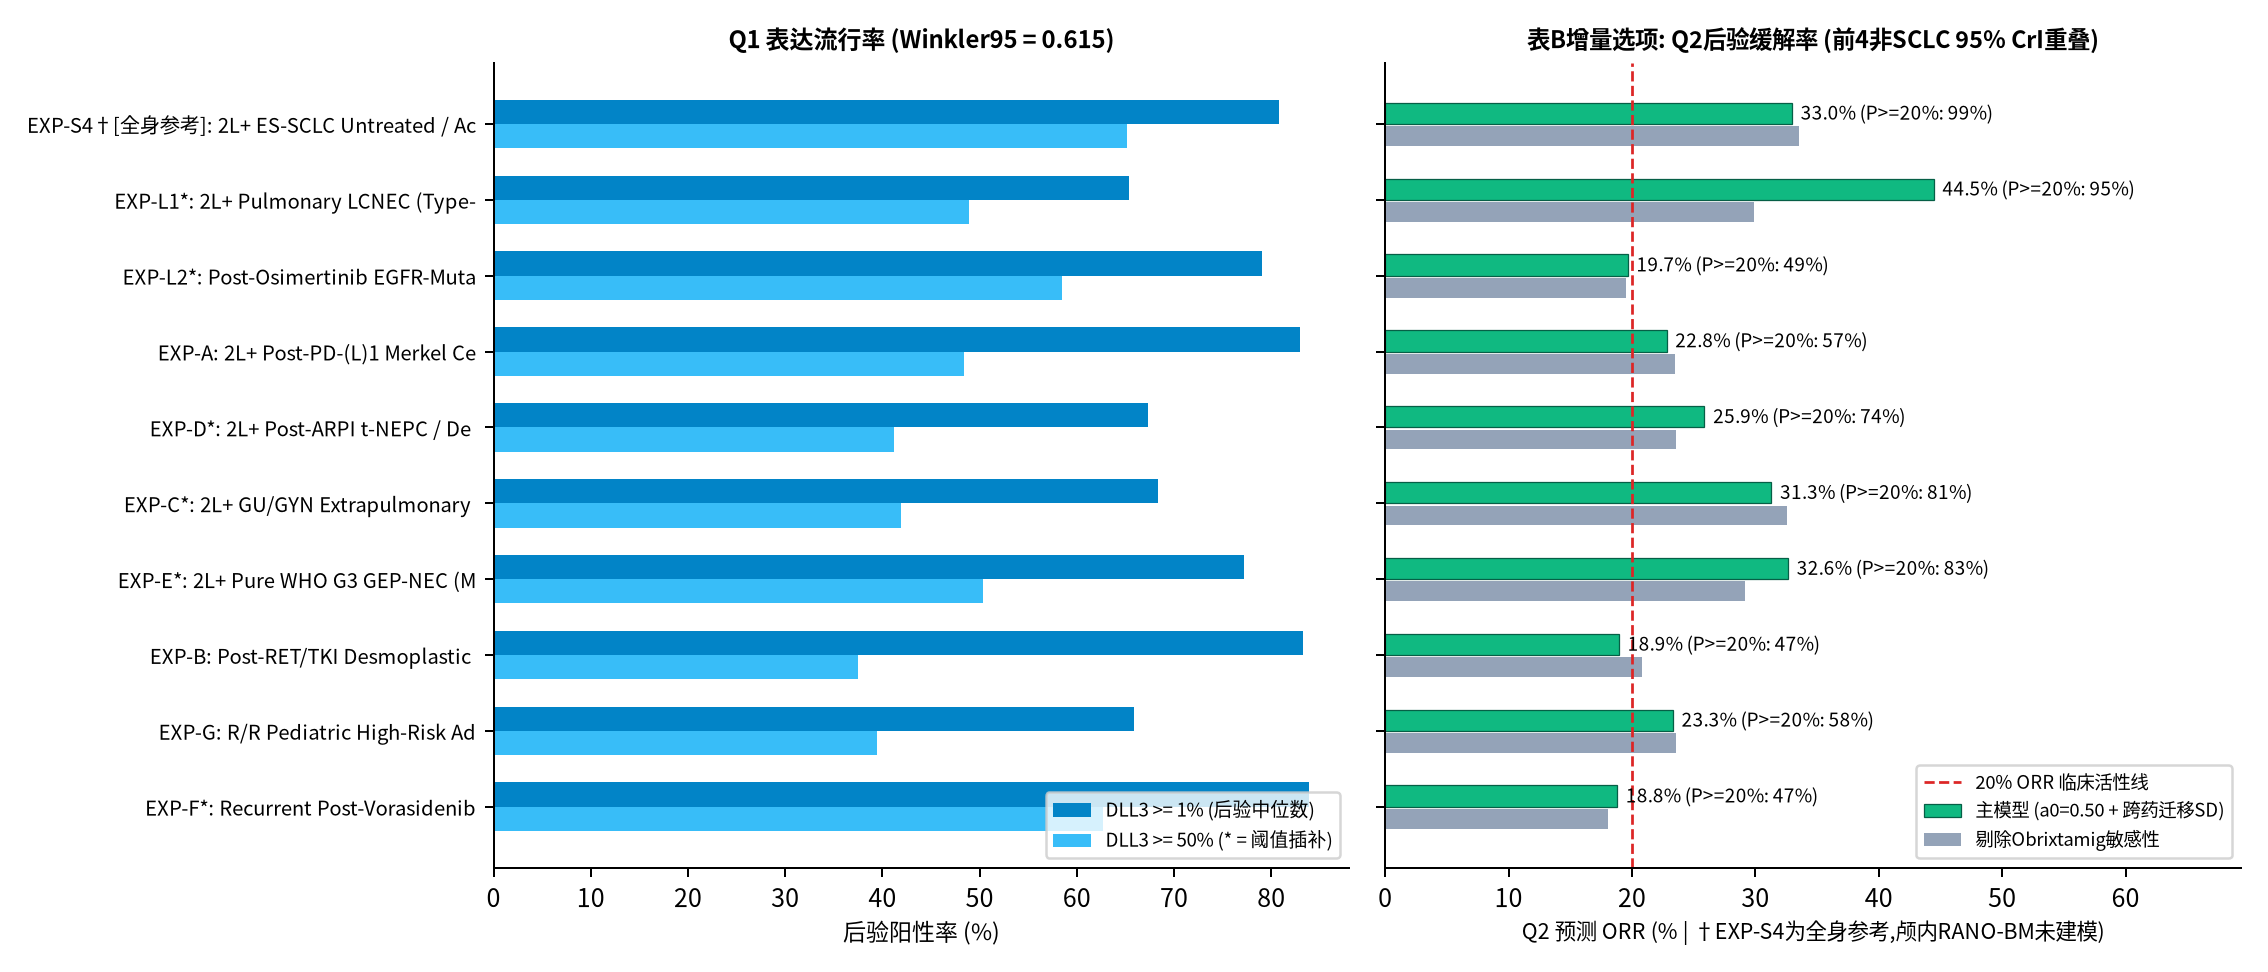 Q1 表达流行率 (Winkler95 = 0.615)
EXP-S4†[全身参考]: 2L+ ES-SCLC Untreated / Ac
EXP-L1*: 2L+ Pulmonary LCNEC (Type-
EXP-L2*: Post-Osimertinib EGFR-Muta
EXP-A: 2L+ Post-PD-(L)1 Merkel Ce
EXP-D*: 2L+ Post-ARPI t-NEPC / De
EXP-C*: 2L+ GU/GYN Extrapulmonary
EXP-E*: 2L+ Pure WHO G3 GEP-NEC (M
EXP-B: Post-RET/TKI Desmoplastic
EXP-G: R/R Pediatric High-Risk Ad
EXP-F*: Recurrent Post-Vorasidenib
DLL3 >= 1% (后验中位数)
DLL3 >= 50% (* = 阈值插补)
0 10 20 30 40 50 60 70 80
后验阳性率 (%)
表B增量选项: Q2后验缓解率 (前4非SCLC 95% CrI重叠)
33.0% (P>=20%: 99%)
44.5% (P>=20%: 95%)
19.7% (P>=20%: 49%)
22.8% (P>=20%: 57%)
25.9% (P>=20%: 74%)
31.3% (P>=20%: 81%)
32.6% (P>=20%: 83%)
18.9% (P>=20%: 47%)
23.3% (P>=20%: 58%)
18.8% (P>=20%: 47%)
20% ORR 临床活性线
主模型 (a0=0.50 + 跨药迁移SD)
剔除Obrixtamig敏感性
0 10 20 30 40 50 60
Q2 预测 ORR (% | †EXP-S4为全身参考,颅内RANO-BM未建模)